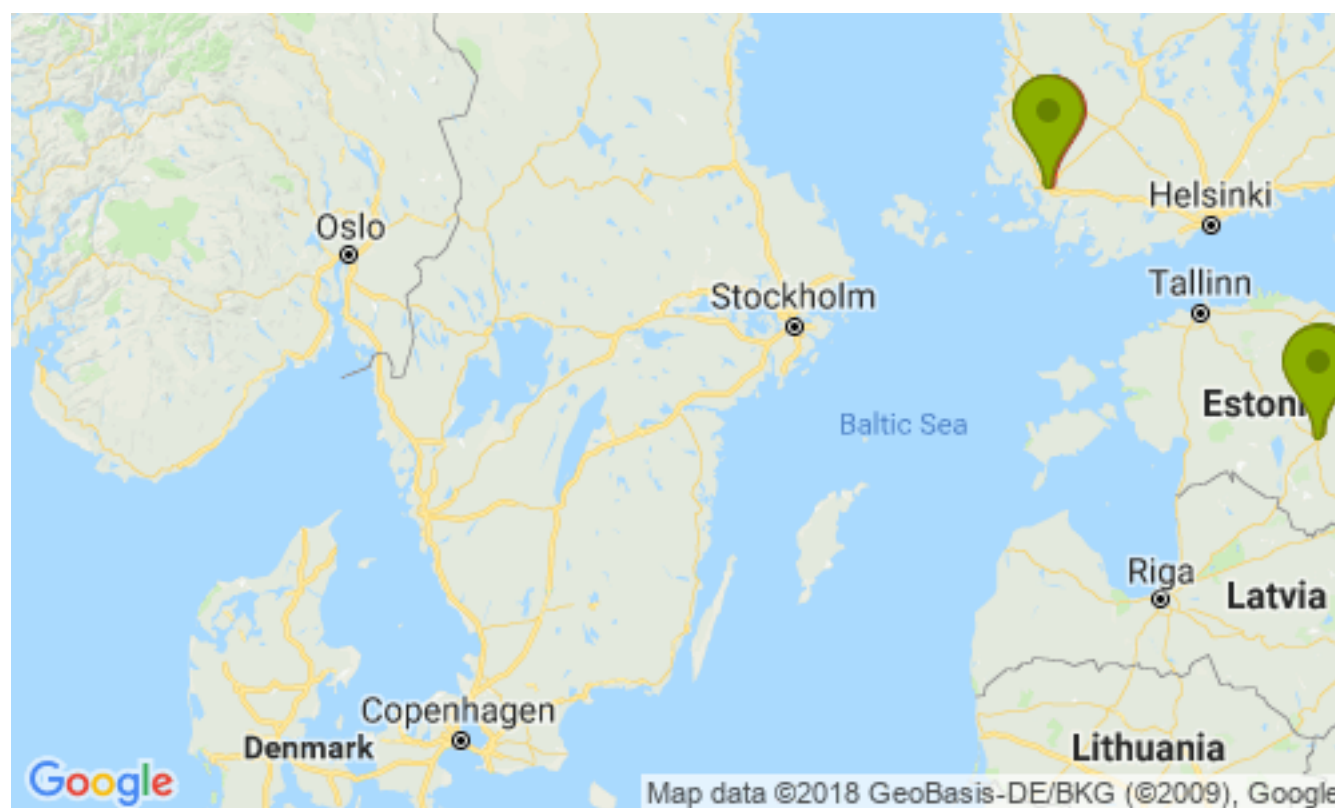 Oslo
Helsinki
Tallinn
Stockholm
Estoni
Baltic Sea
Riga
Latvia
Copenhagen
Denmark
Lithuania
Google
Map data ©2018 GeoBasis-DE/BKG (©2009), Google